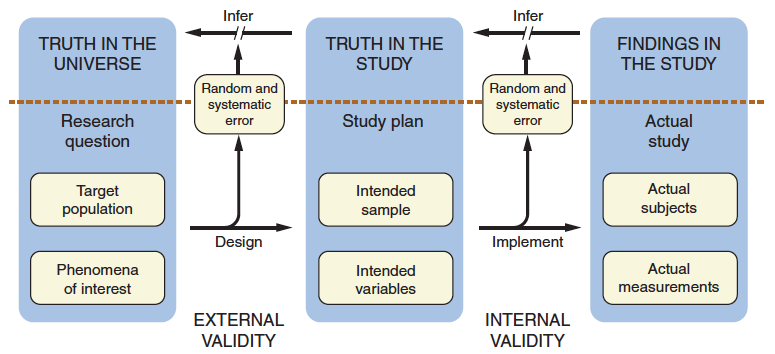 Infer
Infer
TRUTH IN THE
UNIVERSE
TRUTH IN THE
STUDY
FINDINGS IN
THE STUDY
Random and
systematic
error
Random and
systematic
error
Research
question
Study plan
Actual
study
Target
population
Intended
sample
Actual
subjects
Design
Implement
Phenomena
of interest
Intended
variables
Actual
measurements
EXTERNAL
VALIDITY
INTERNAL
VALIDITY